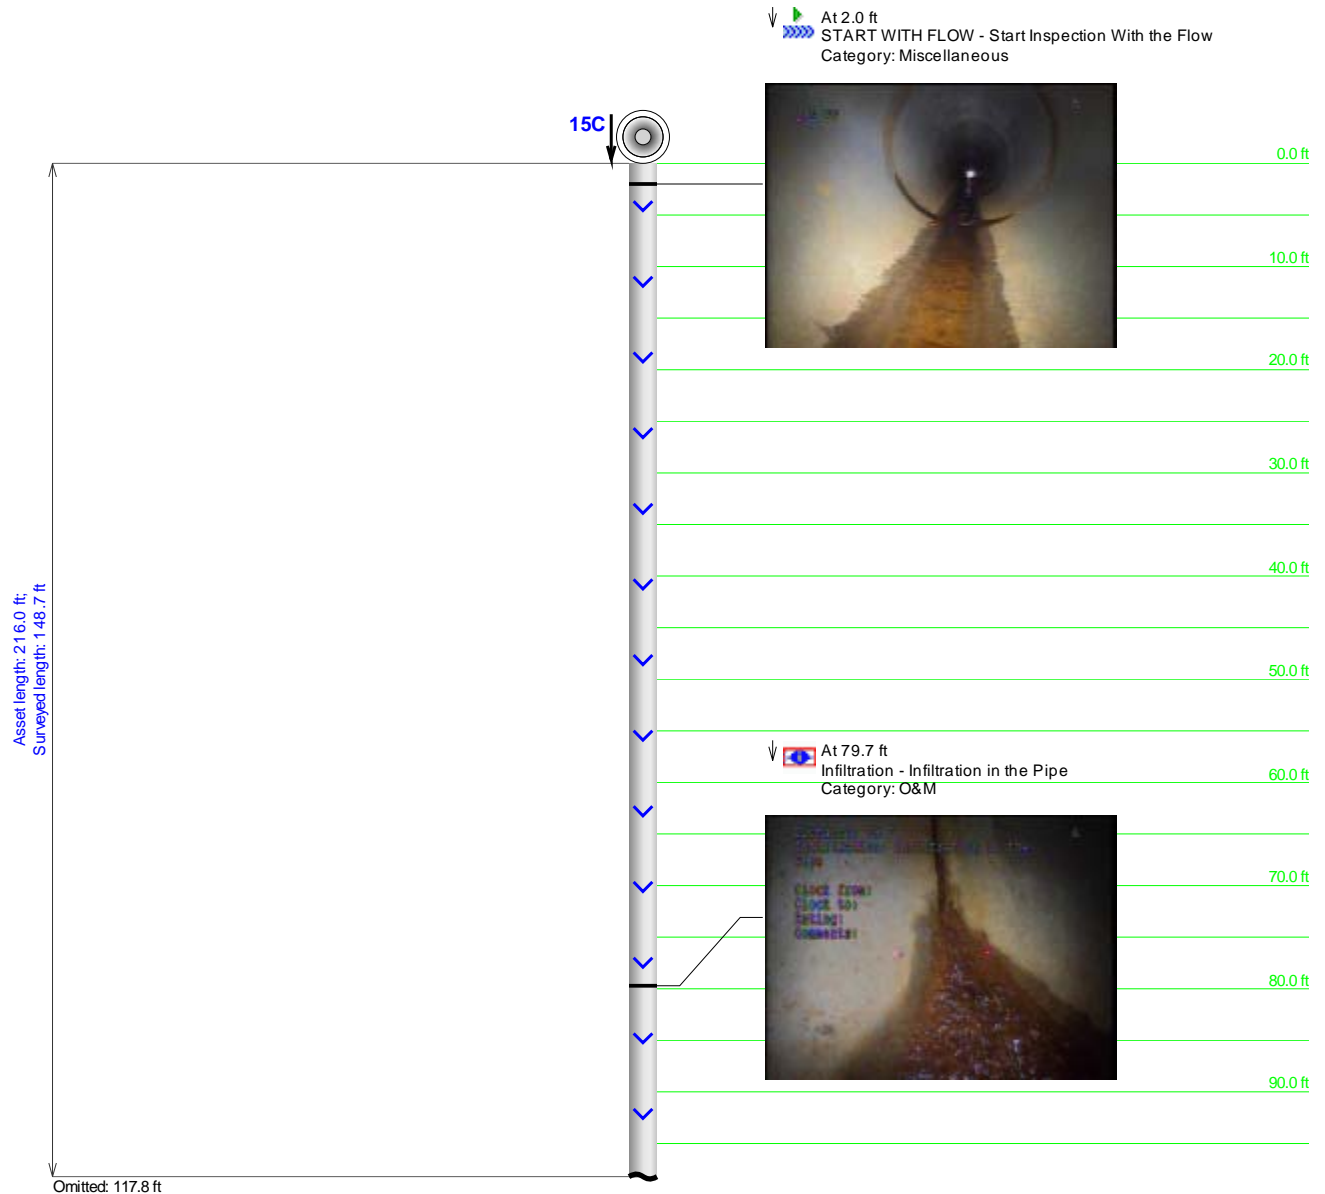 At 2.0 ft
START WITH FLOW - Start Inspection With the Flow
Category: Miscellaneous
15C
0.0 ft
10.0 ft
20.0 ft
30.0 ft
40.0 ft
50.0 ft
Asset length: 216.0 ft;
Surveyed length: 148.7 ft
At 79.7 ft
Infiltration - Infiltration in the Pipe
60.0 ft
Category: O&M
Clock from:
Clock to:
Rating:
Comments:
70.0 ft
80.0 ft
90.0 ft
Omitted: 117.8 ft